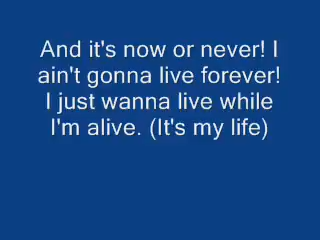 And it's now or never! I
ain't gonna live forever!
I just wanna live while
I'm alive. (It's my life)